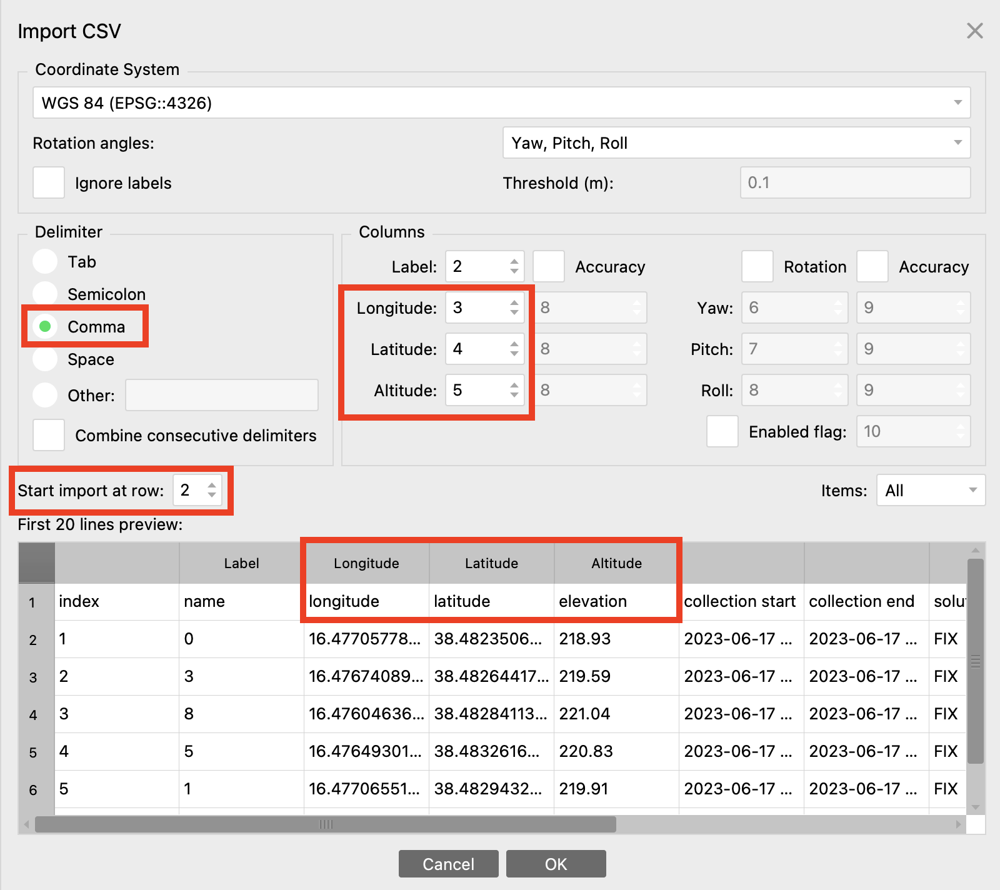 Import CSV
Coordinate System
WGS 84 (EPSG::4326)
Rotation angles: Yaw, Pitch, Roll
Ignore labels Threshold (m): 0.1
Delimiter
Tab
Semicolon
Comma
Space
Other:
Combine consecutive delimiters
Columns
Label: 2 Accuracy Rotation Accuracy
Longitude: 3 8 Yaw: 6 9
Latitude: 4 8 Pitch: 7 9
Altitude: 5 8 Roll: 8 9
Enabled flag: 10
Start import at row: 2 Items: All
First 20 lines preview:
Label Longitude Latitude Altitude
1 index name longitude latitude elevation collection start collection end solu
2 1 0 16.47705778... 38.4823506... 218.93 2023-06-17 ... 2023-06-17 ... FIX
3 2 3 16.47674089... 38.48264417... 219.59 2023-06-17 ... 2023-06-17 ... FIX
4 3 8 16.47604636... 38.48284113... 221.04 2023-06-17 ... 2023-06-17 ... FIX
5 4 5 16.47649301... 38.4832616... 220.83 2023-06-17 ... 2023-06-17 ... FIX
6 5 1 16.47706551... 38.4829432... 219.91 2023-06-17 ... 2023-06-17 ... FIX
Cancel OK